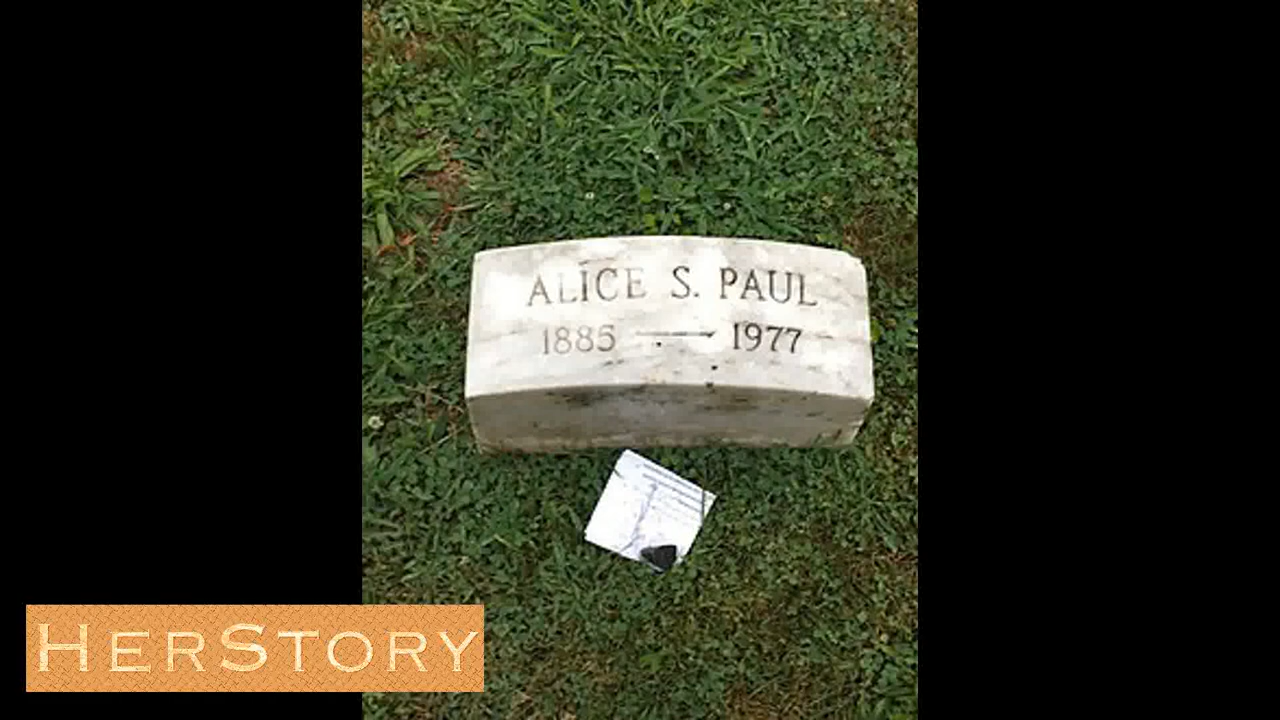 ALICE S. PAUL
1885 — 1977
HERSTORY